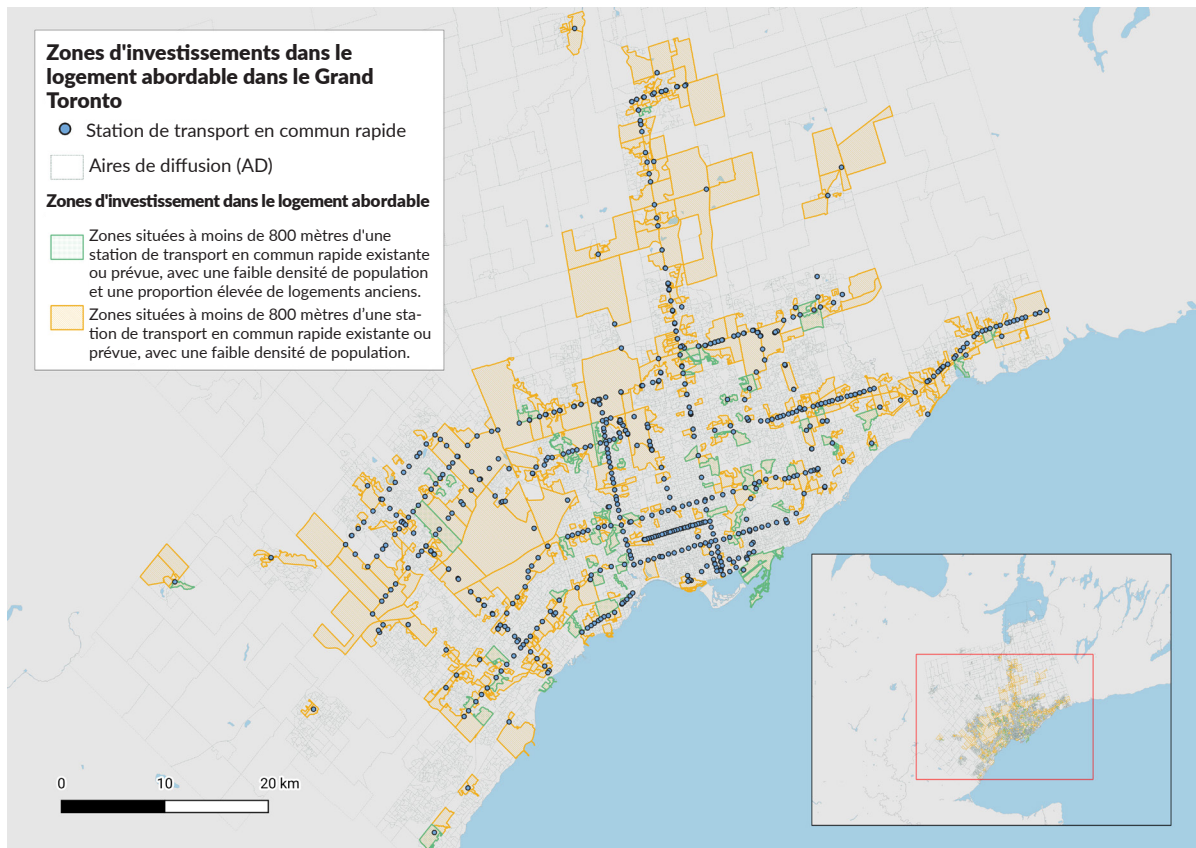 Zones d'investissements dans le
logement abordable dans le Grand
Toronto
Station de transport en commun rapide
Aires de diffusion (AD)
Zones d'investissement dans le logement abordable
Zones situées à moins de 800 mètres d'une
station de transport en commun rapide existante
ou prévue, avec une faible densité de population
et une proportion élevée de logements anciens.
Zones situées à moins de 800 mètres d'une sta-
tion de transport en commun rapide existante ou
prévue, avec une faible densité de population.
0 10 20 km